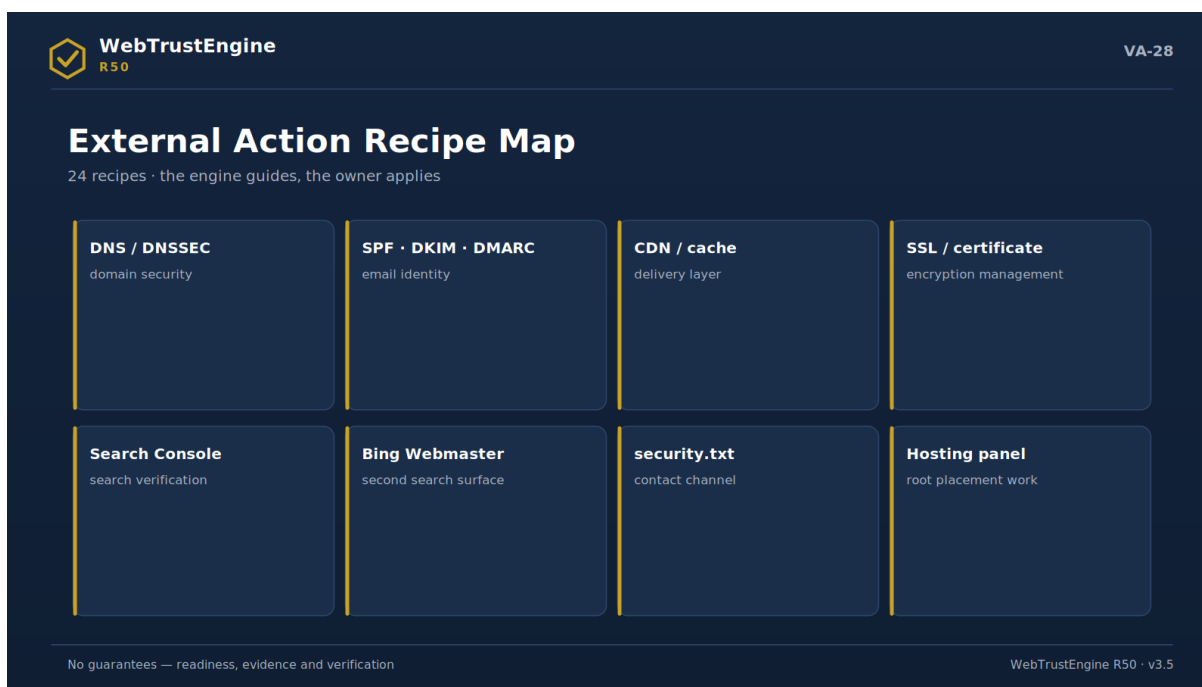 WebTrustEngine
R50
VA-28
External Action Recipe Map
24 recipes · the engine guides, the owner applies
DNS / DNSSEC
domain security
SPF · DKIM · DMARC
email identity
CDN / cache
delivery layer
SSL / certificate
encryption management
Search Console
search verification
Bing Webmaster
second search surface
security.txt
contact channel
Hosting panel
root placement work
No guarantees — readiness, evidence and verification
WebTrustEngine R50 · v3.5